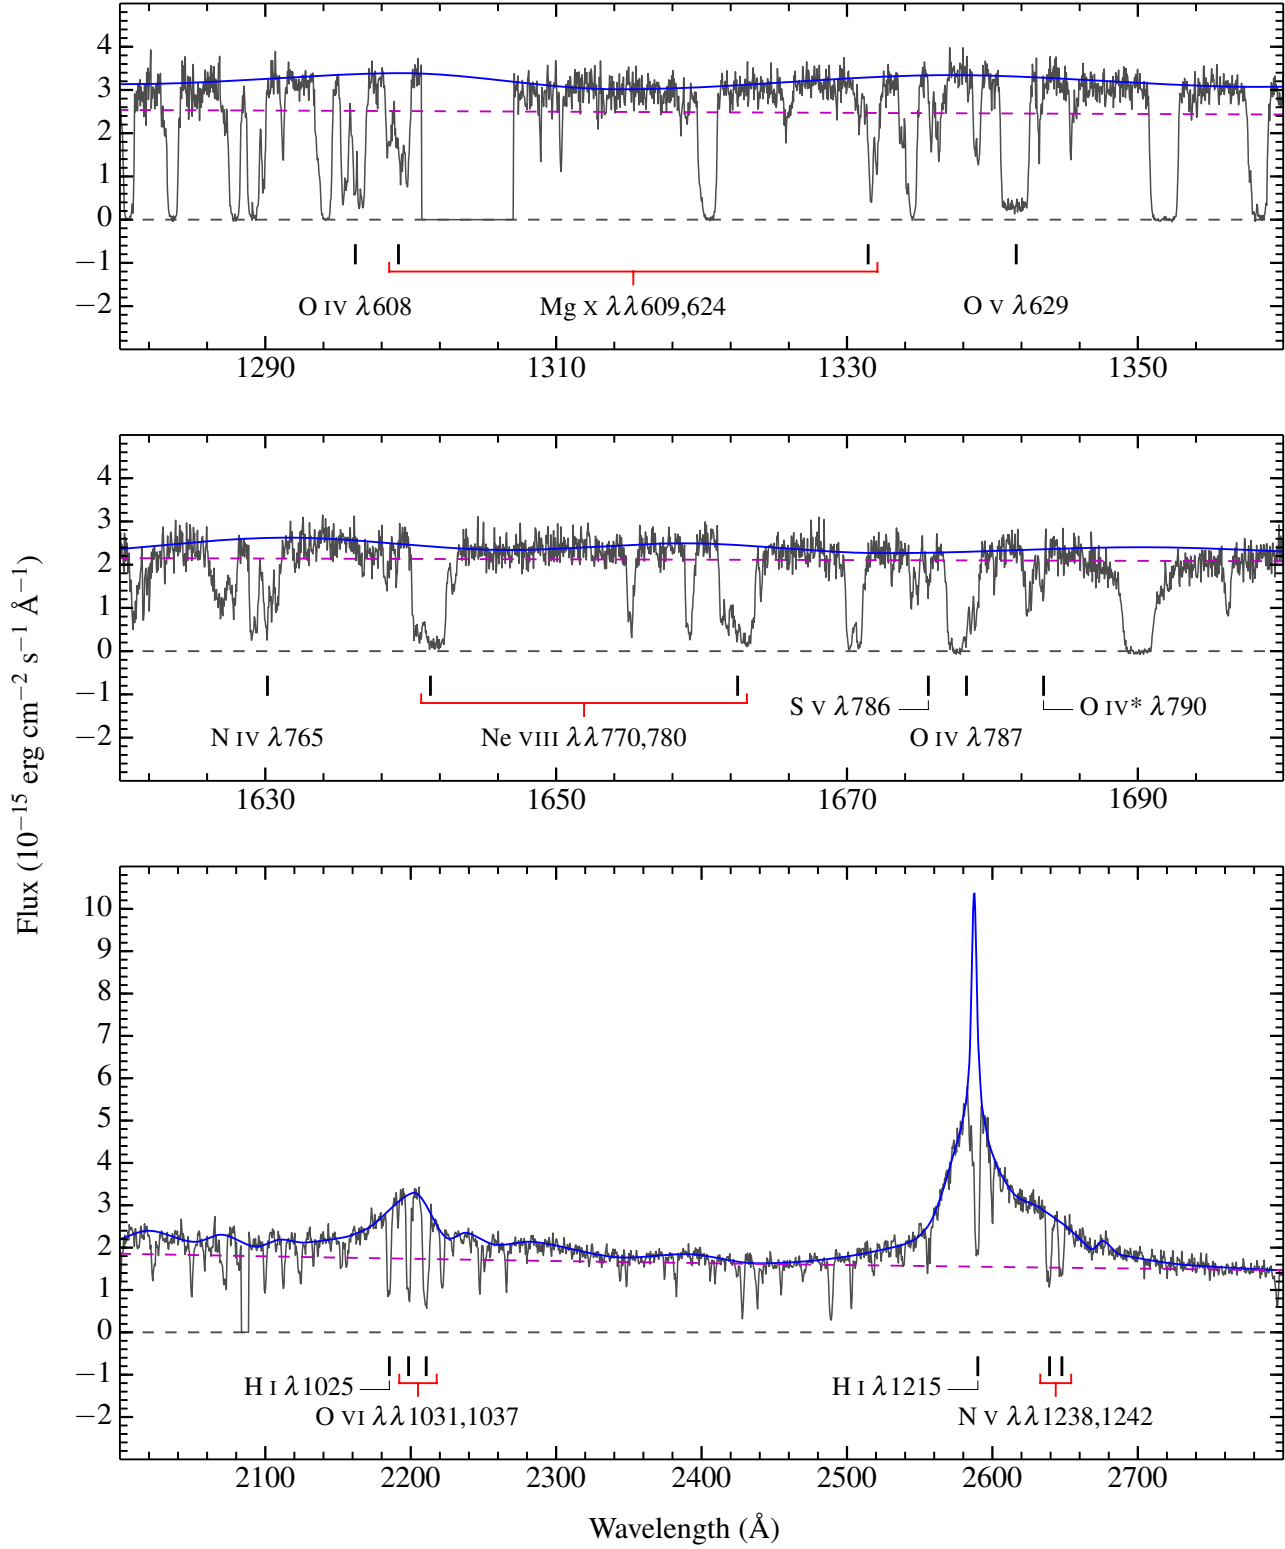 4
3
2
1
0
−1
−2
O IV λ608
Mg X λλ609,624
O V λ629
1290 1310 1330 1350
4
3
2
1
0
−1
−2
S V λ786
O IV* λ790
N IV λ765
Ne VIII λλ770,780
O IV λ787
1630 1650 1670 1690
Flux (10⁻¹⁵ erg cm⁻² s⁻¹ Å⁻¹)
10
9
8
7
6
5
4
3
2
1
0
−1
−2
H I λ1025
H I λ1215
O VI λλ1031,1037
N V λλ1238,1242
2100 2200 2300 2400 2500 2600 2700
Wavelength (Å)